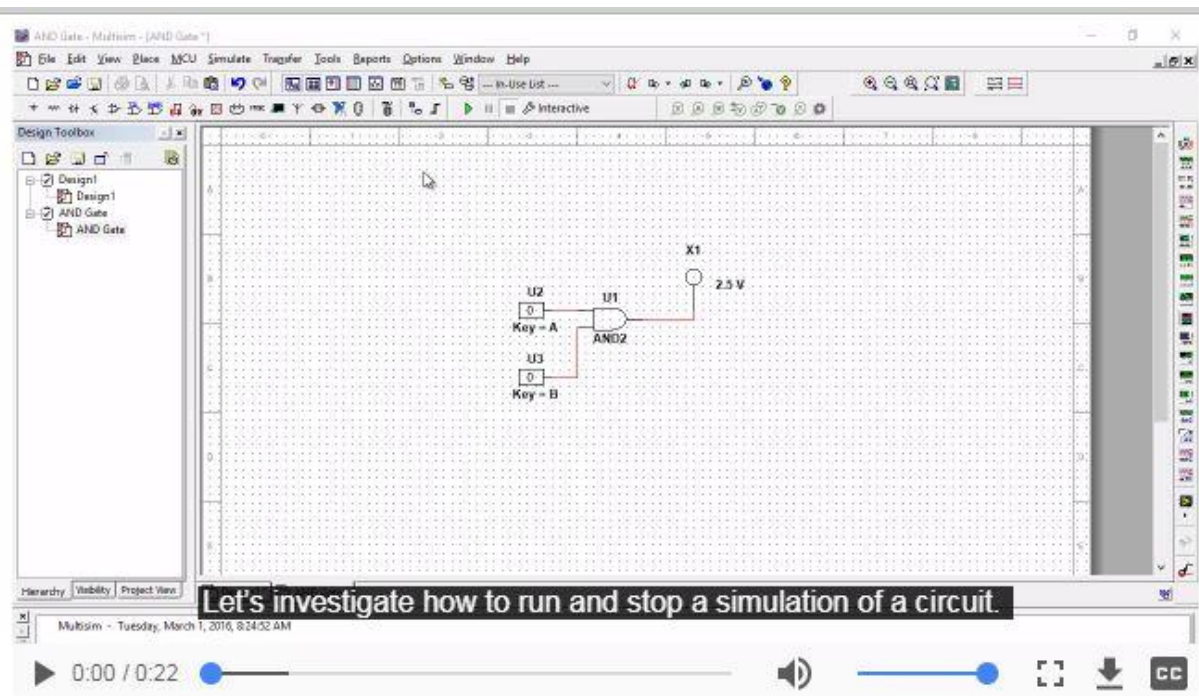 AND Gate - Multisim - [AND Gate *]
File Edit View Place MCU Simulate Transfer Tools Reports Options Window Help
--- In-Use List ---
Interactive
Design Toolbox
Design1
Design1
AND Gate
AND Gate
A
A
B
B
C
C
D
D
E
X1
2.5 V
U2
0
Key = A
U1
AND2
U3
0
Key = B
Hierarchy Visibility Project View
Let's investigate how to run and stop a simulation of a circuit.
Multisim - Tuesday, March 1, 2016, 8:24:52 AM
0:00 / 0:22
CC